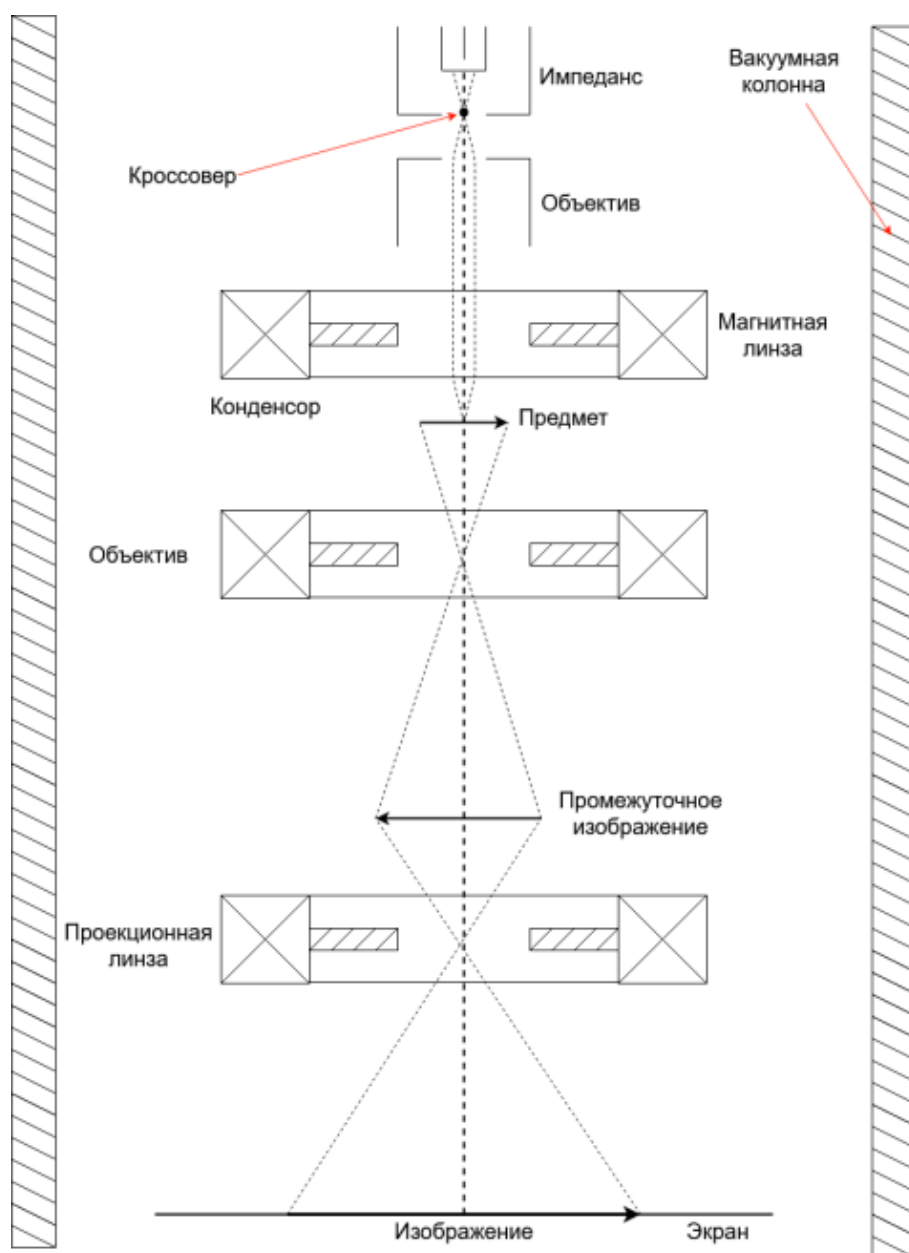 Импеданс
Вакуумная
колонна
Кроссовер
Объектив
Магнитная
линза
Конденсор
Предмет
Объектив
Промежуточное
изображение
Проекционная
линза
Изображение
Экран